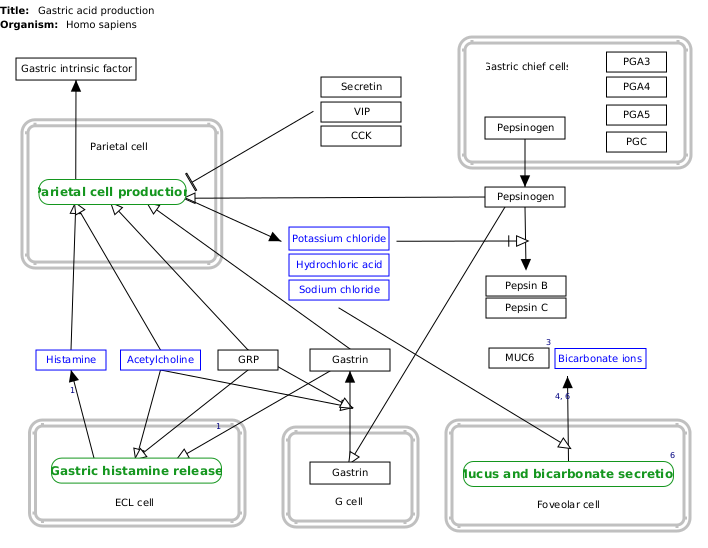 Title: Gastric acid production
Organism: Homo sapiens
Gastric intrinsic factor
Secretin
VIP
CCK
Gastric chief cells
PGA3
PGA4
PGA5
PGC
Pepsinogen
Parietal cell
Parietal cell production
Pepsinogen
Potassium chloride
Hydrochloric acid
Sodium chloride
Pepsin B
Pepsin C
3
MUC6
Bicarbonate ions
Histamine
Acetylcholine
GRP
Gastrin
1
4, 6
1
6
Gastric histamine release
ECL cell
Gastrin
G cell
Mucus and bicarbonate secretion
Foveolar cell